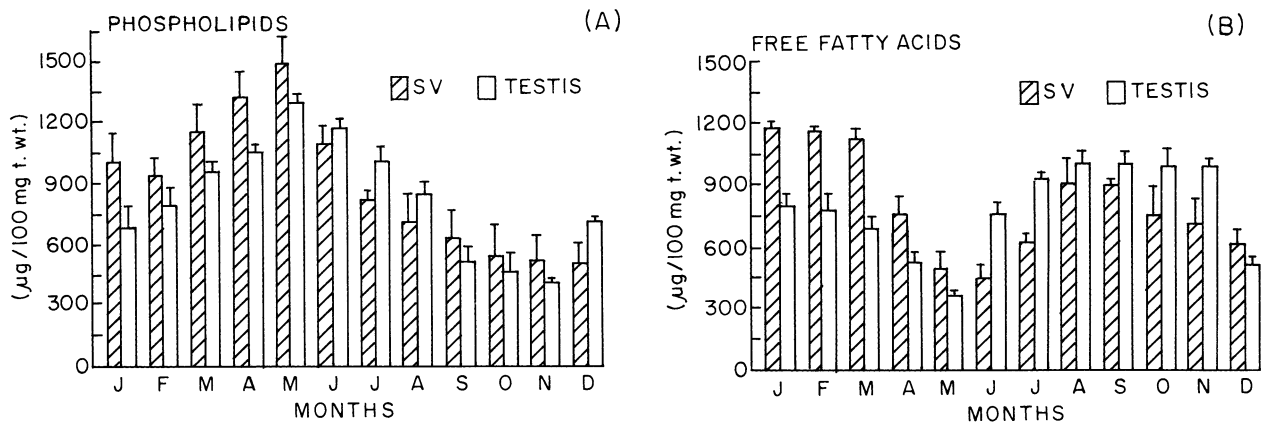 PHOSPHOLIPIDS
(A)
SV
TESTIS
(µg/100 mg t. wt.)
1500
1200
900
600
300
0
J F M A M J J A S O N D
MONTHS
FREE FATTY ACIDS
(B)
SV
TESTIS
(µg/100 mg t. wt.)
1500
1200
900
600
300
0
J F M A M J J A S O N D
MONTHS